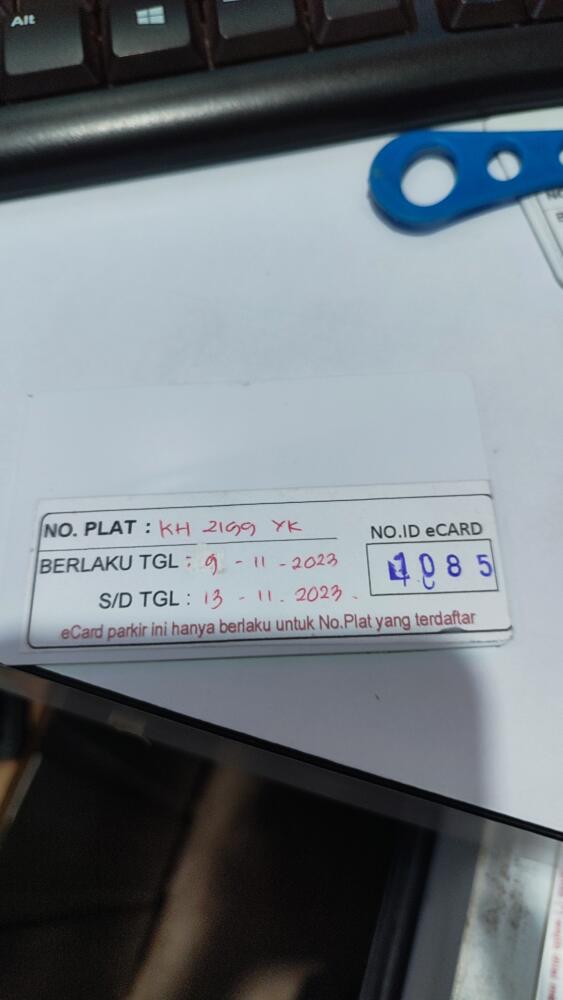 Alt
NO. PLAT : KH 2199 YK
NO.ID eCARD
BERLAKU TGL : 9 - 11 - 2023
1085
S/D TGL : 13 - 11 - 2023
eCard parkir ini hanya berlaku untuk No.Plat yang terdaftar